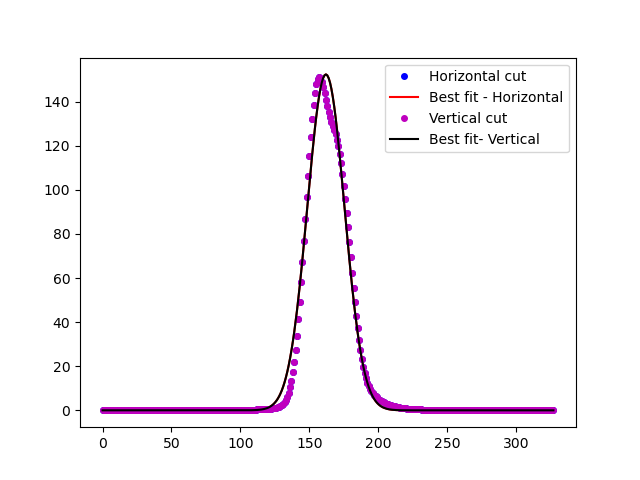 Horizontal cut
Best fit - Horizontal
Vertical cut
Best fit- Vertical
140
120
100
80
60
40
20
0
0 50 100 150 200 250 300